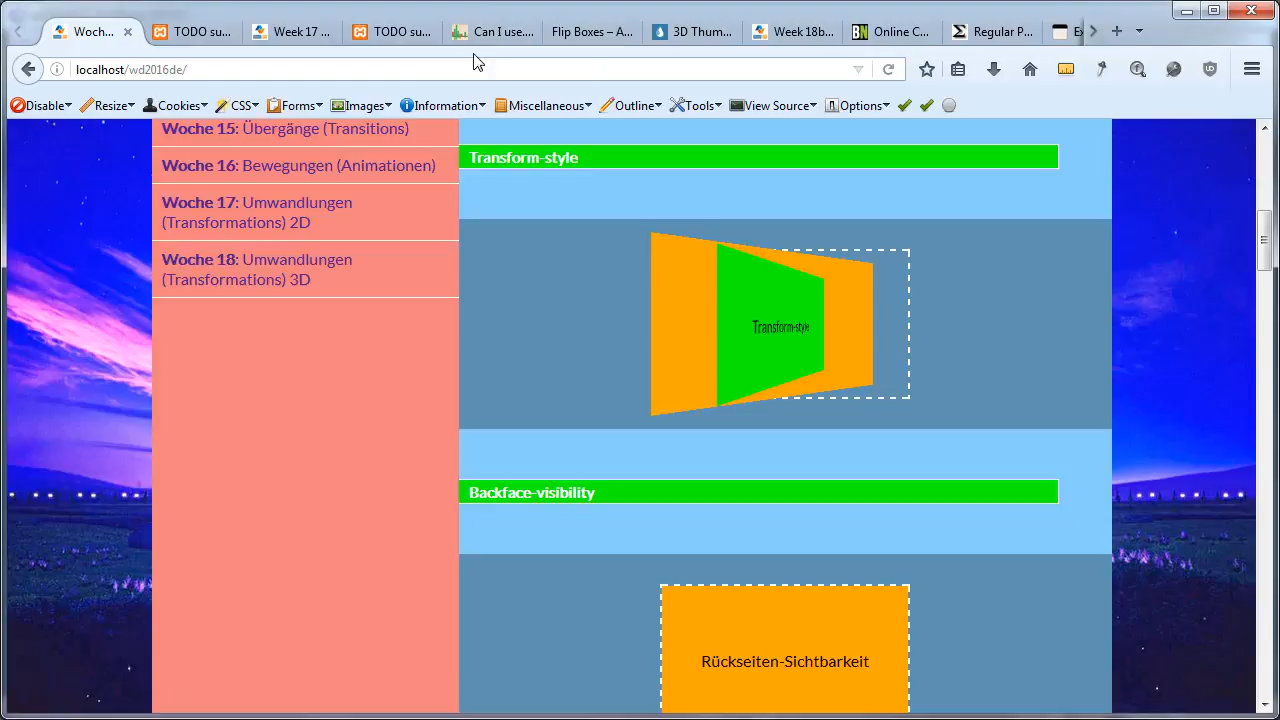 Woch...
TODO su...
Week 17 ...
TODO su...
Can I use....
Flip Boxes – A...
3D Thum...
Week 18b...
Online C...
Regular P...
localhost/wd2016de/
Disable
Resize
Cookies
CSS
Forms
Images
Information
Miscellaneous
Outline
Tools
View Source
Options
Woche 15: Übergänge (Transitions)
Woche 16: Bewegungen (Animationen)
Woche 17: Umwandlungen
(Transformations) 2D
Woche 18: Umwandlungen
(Transformations) 3D
Transform-style
Transform-style
Backface-visibility
Rückseiten-Sichtbarkeit